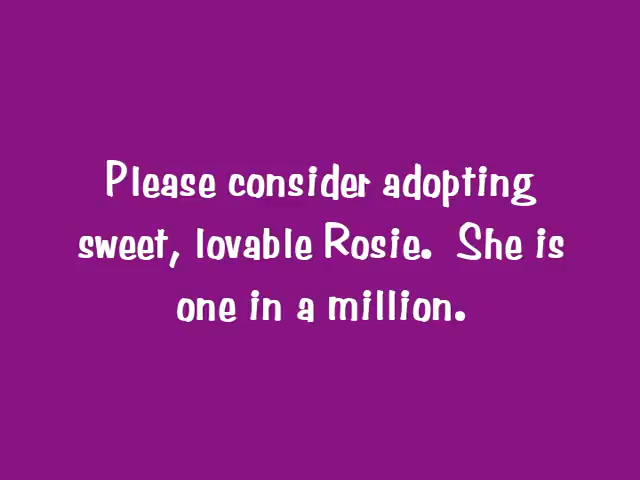 Please consider adopting
sweet, lovable Rosie.  She is
one in a million.